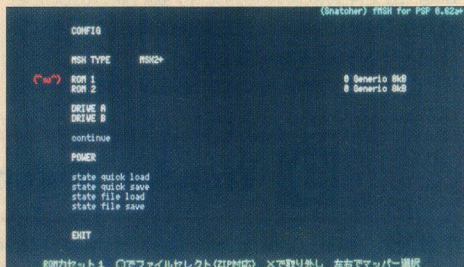 (Snatcher) fMSX for PSP 0.62a+
CONFIG
MSX TYPE MSX2+
(^ω^) ROM 1 0 Generic 8kB
ROM 2 0 Generic 8kB
DRIVE A
DRIVE B
continue
POWER
state quick load
state quick save
state file load
state file save
EXIT
ROMカセット1 〇でファイルセレクト(ZIP対応) ×で取り外し 左右でマッパー選択